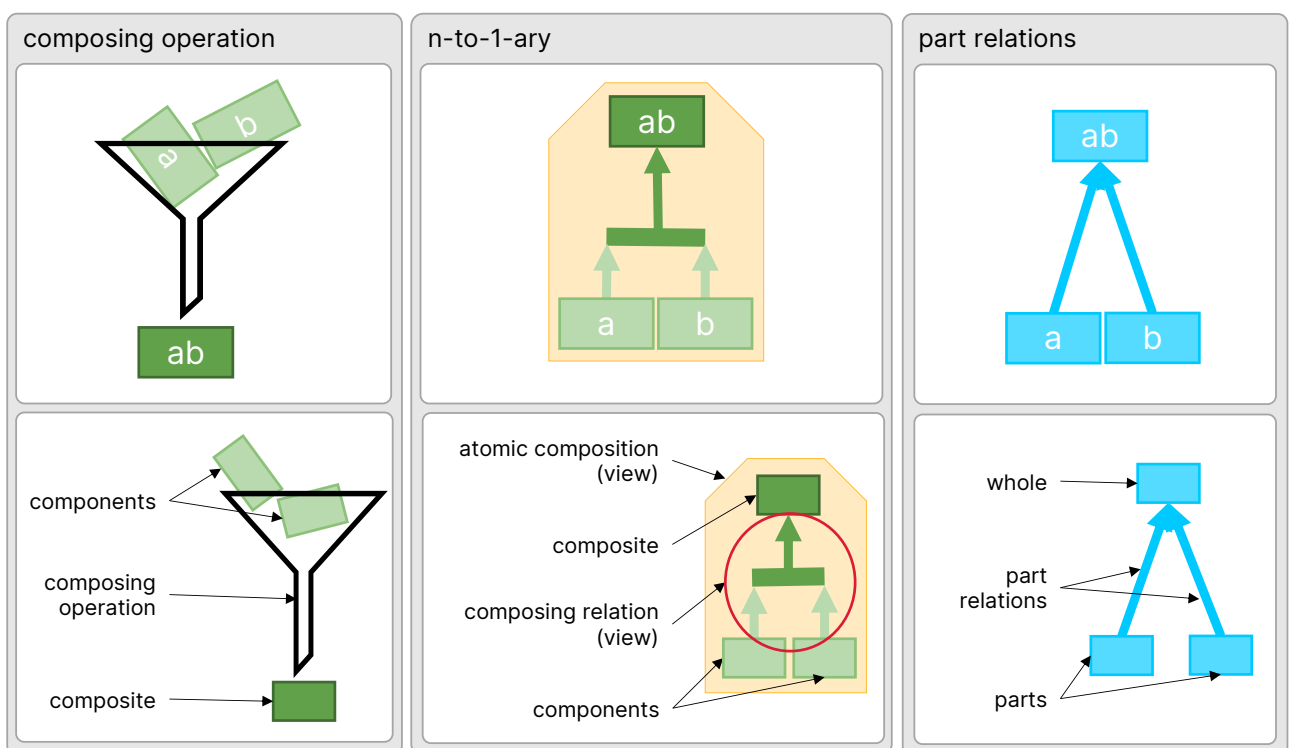 composing operation
a
b
ab
components
composing
operation
composite
n-to-1-ary
ab
a
b
atomic composition
(view)
composite
composing relation
(view)
components
part relations
ab
a
b
whole
part
relations
parts